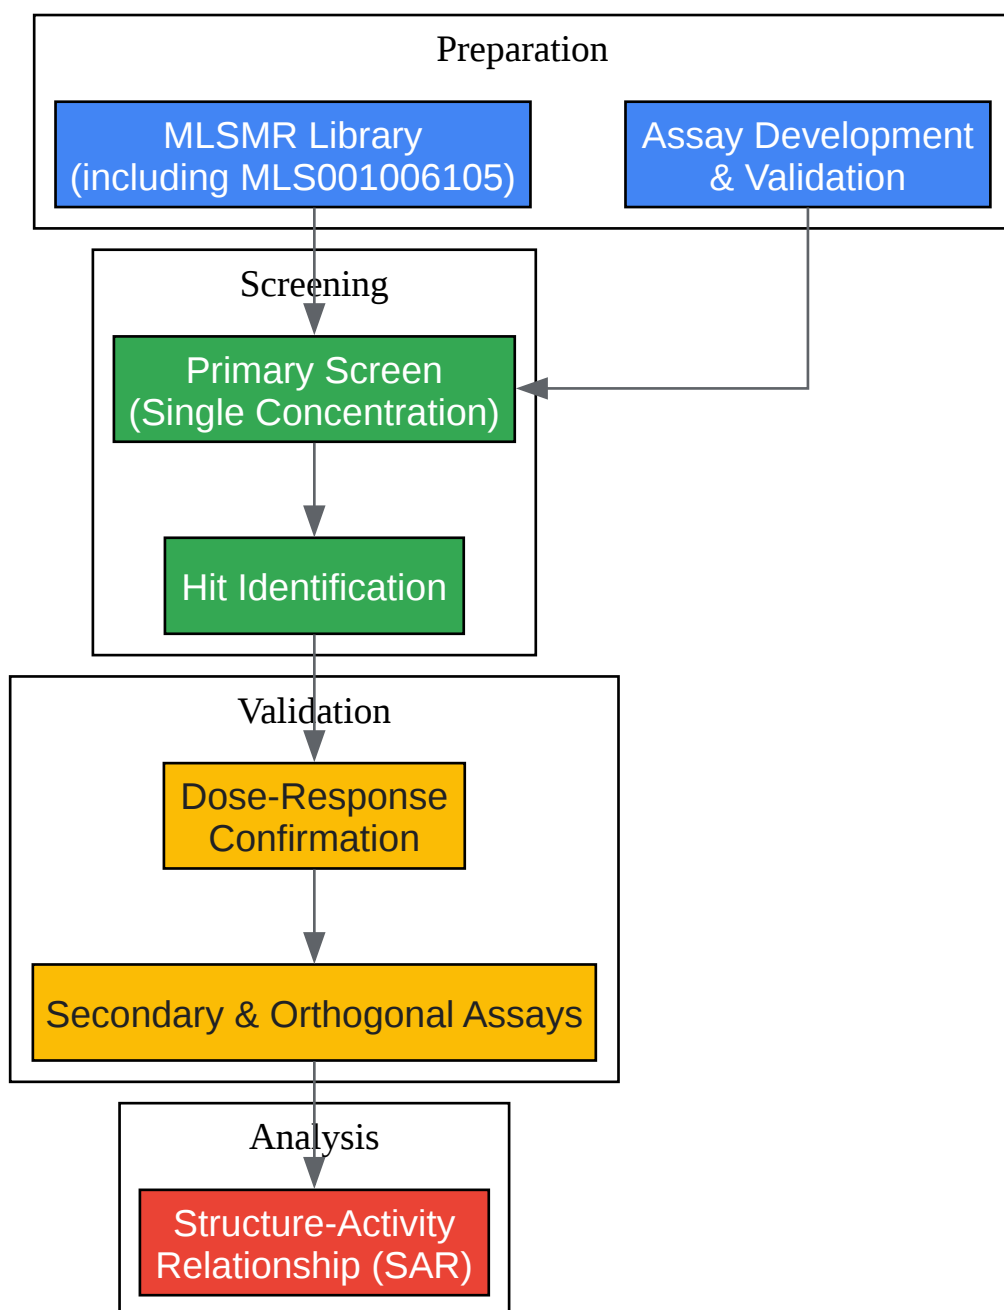 Preparation
MLSMR Library
(including MLS001006105)
Assay Development
& Validation
Screening
Primary Screen
(Single Concentration)
Hit Identification
Validation
Dose-Response
Confirmation
Secondary & Orthogonal Assays
Analysis
Structure-Activity
Relationship (SAR)